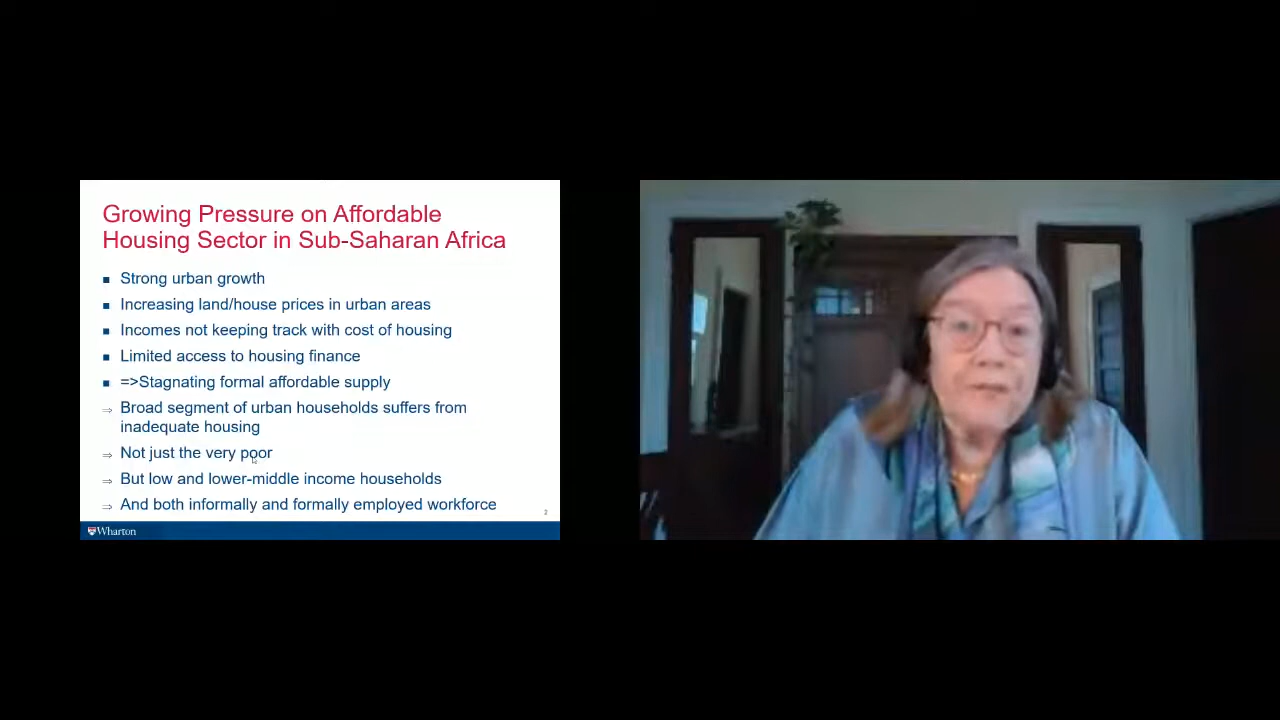 Growing Pressure on Affordable
Housing Sector in Sub-Saharan Africa
▪ Strong urban growth
▪ Increasing land/house prices in urban areas
▪ Incomes not keeping track with cost of housing
▪ Limited access to housing finance
▪ =>Stagnating formal affordable supply
⇒ Broad segment of urban households suffers from
inadequate housing
⇒ Not just the very poor
⇒ But low and lower-middle income households
⇒ And both informally and formally employed workforce
2
Wharton